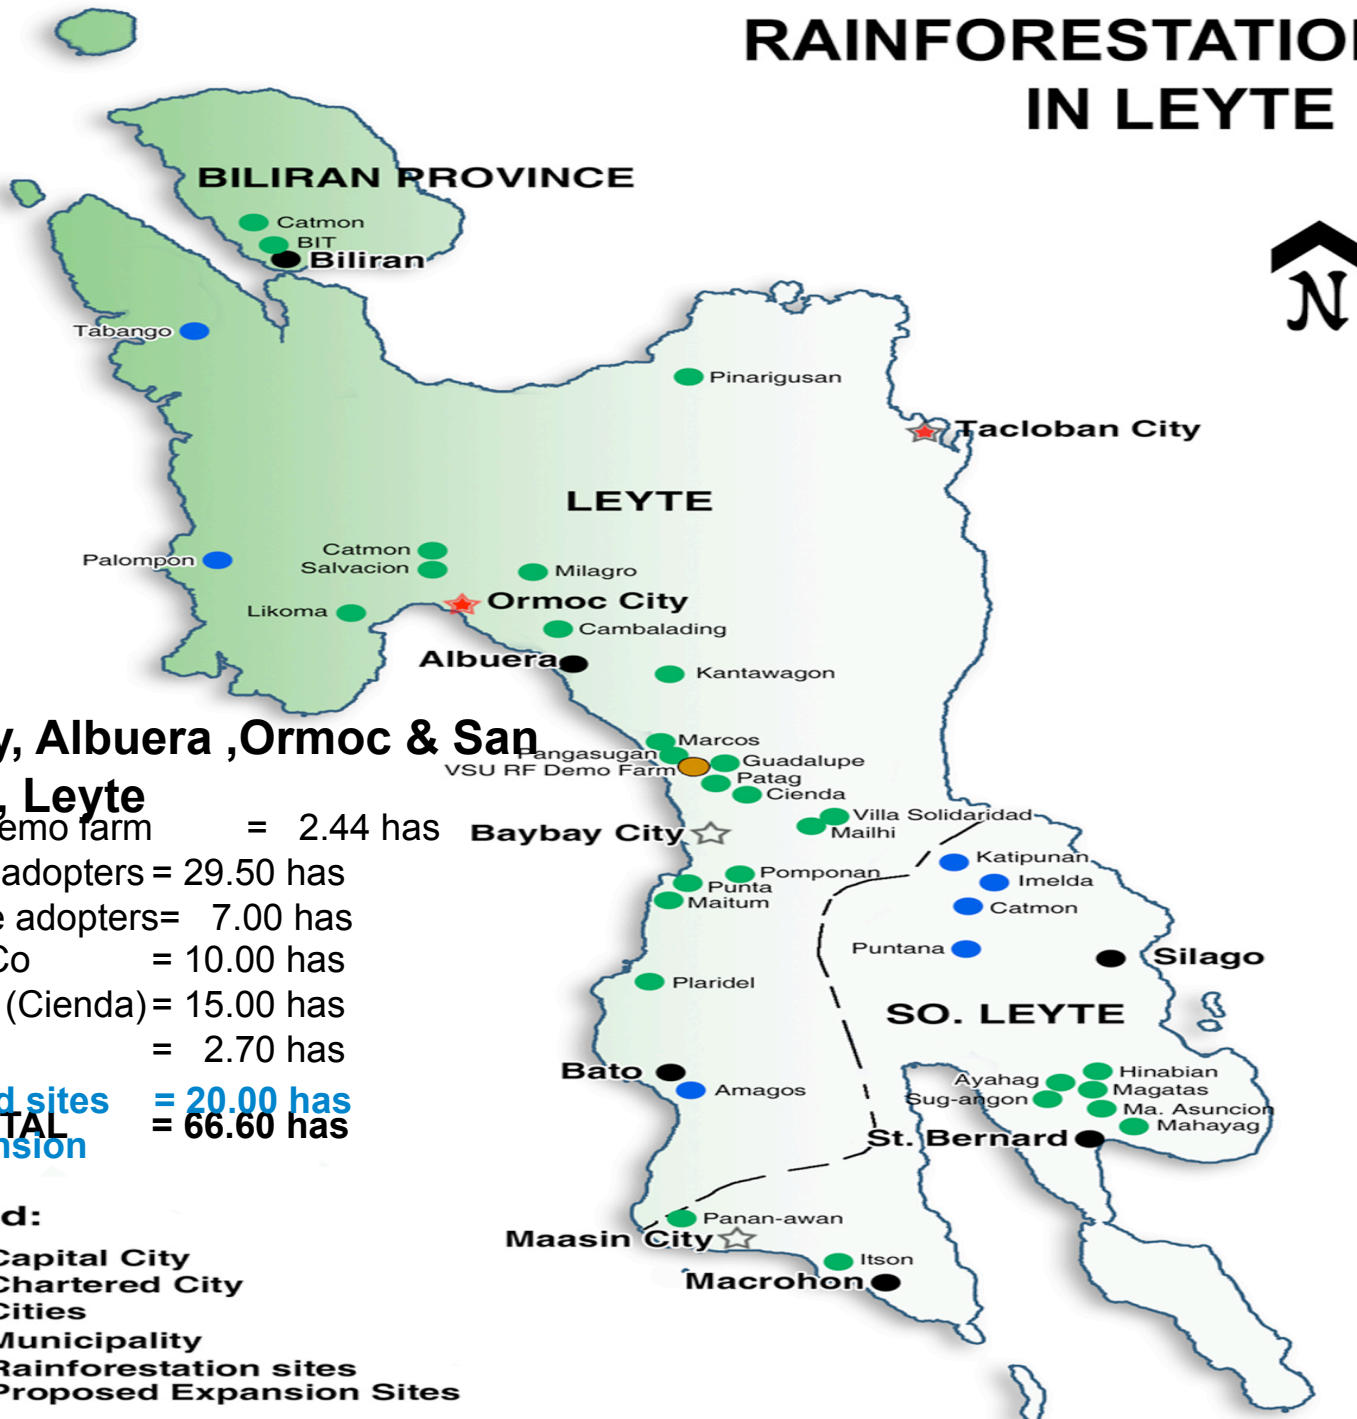 RAINFORESTATION
IN LEYTE
BILIRAN PROVINCE
Catmon
BIT
Biliran
N
Tabango
Pinarigusan
Tacloban City
LEYTE
Catmon
Palompon
Salvacion
Milagro
Ormoc City
Likoma
Cambalading
Albuera
Kantawagon
y, Albuera ,Ormoc & San
, Leyte
Marcos
Pangasugan
Guadalupe
VSU RF Demo Farm
Patag
Cienda
Villa Solidaridad
Mailhi
Baybay City
emo farm = 2.44 has
adopters = 29.50 has
e adopters= 7.00 has
Co = 10.00 has
(Cienda) = 15.00 has
= 2.70 has
d sites = 20.00 has
TAL = 66.60 has
nsion
Katipunan
Pomponan
Imelda
Punta
Maitum
Catmon
Puntana
Silago
Plaridel
SO. LEYTE
Bato
Amagos
Hinabian
Ayahag
Magatas
Sug-angon
Ma. Asuncion
Mahayag
St. Bernard
Panan-awan
Maasin City
Itson
Macrohon
d:
Capital City
Chartered City
Cities
Municipality
Rainforestation sites
Proposed Expansion Sites